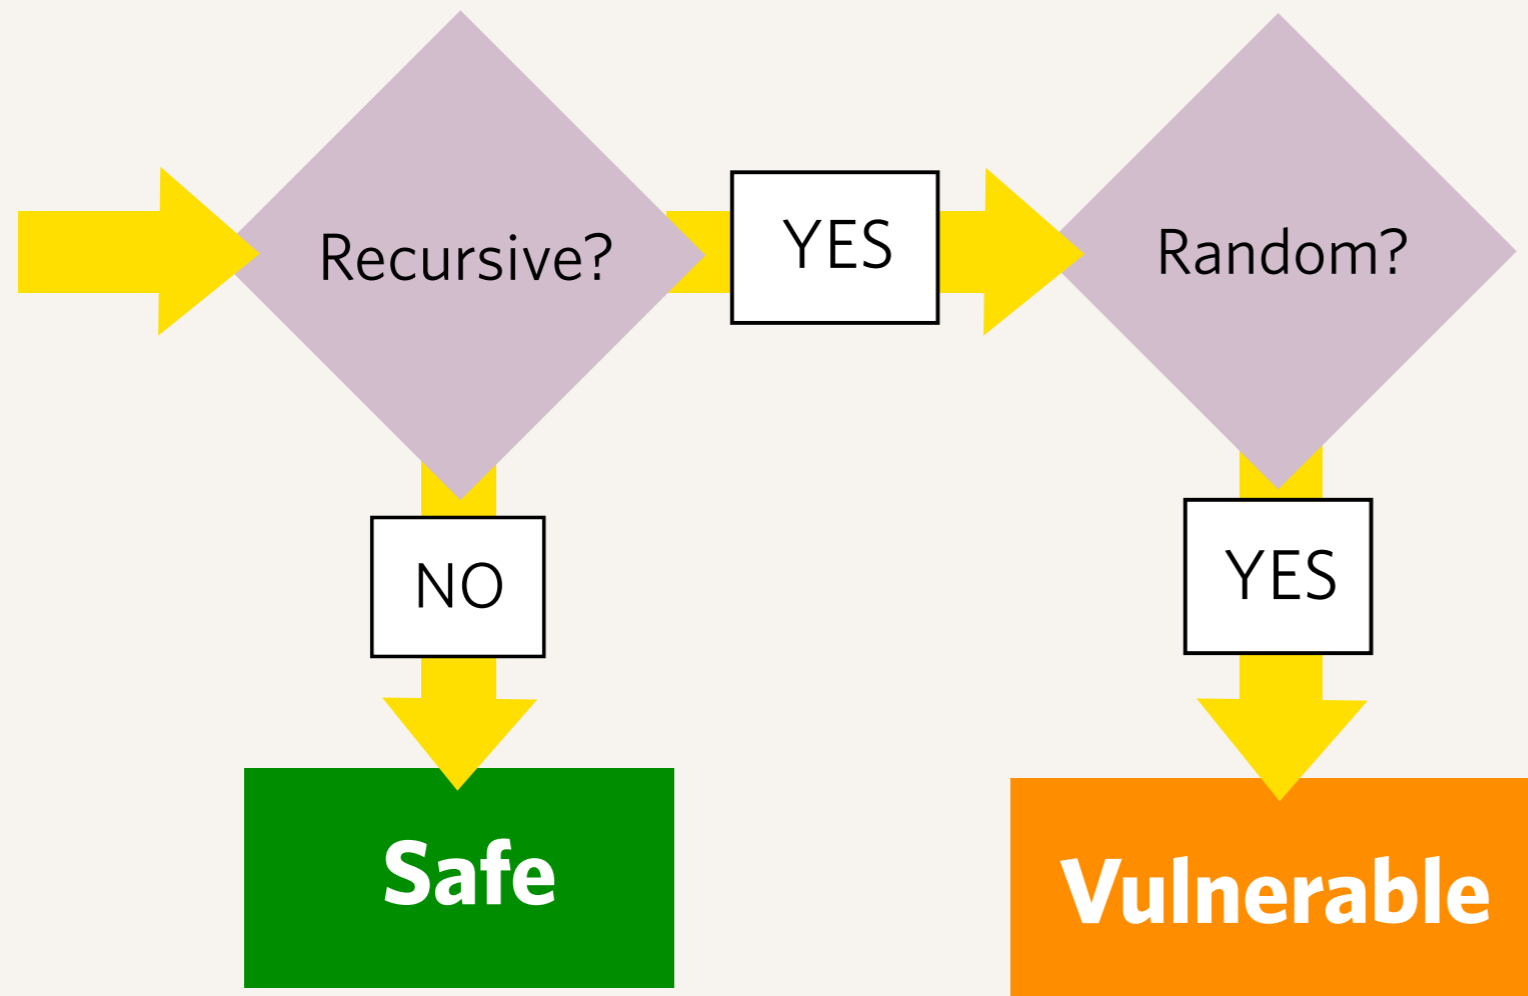 Recursive?
YES
Random?
NO
YES
Safe
Vulnerable